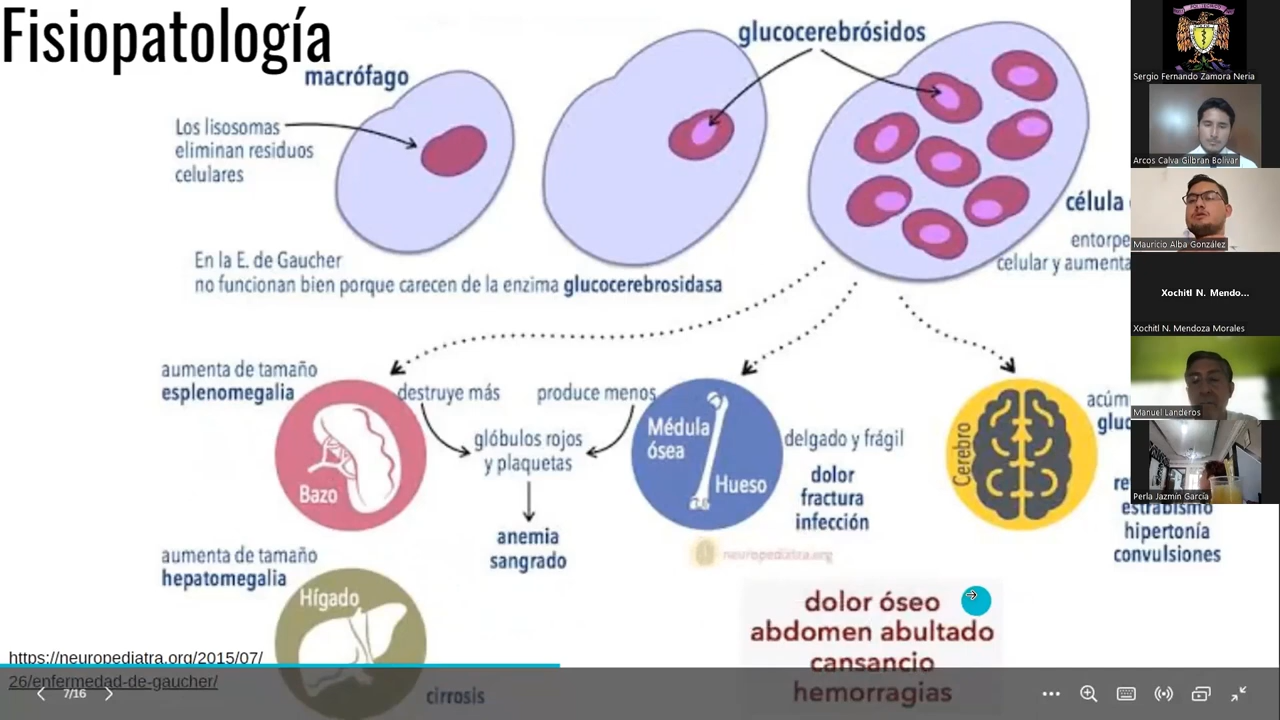 Fisiopatología
macrófago
glucocerebrósidos
Los lisosomas
eliminan residuos
celulares
célula
entorpe
celular y aumenta
En la E. de Gaucher
no funcionan bien porque carecen de la enzima glucocerebrosidasa
aumenta de tamaño
esplenomegalia
Bazo
destruye más
produce menos
glóbulos rojos
y plaquetas
anemia
sangrado
Médula
ósea
Hueso
delgado y frágil
dolor
fractura
infección
Cerebro
acúm
gluc
re
estrabismo
hipertonía
convulsiones
neuropediatra.org
aumenta de tamaño
hepatomegalia
Hígado
cirrosis
dolor óseo
abdomen abultado
cansancio
hemorragias
https://neuropediatra.org/2015/07/
26/enfermedad-de-gaucher/
7/16
Sergio Fernando Zamora Neria
Arcos Calva Gilbran Bolivar
Mauricio Alba González
Xochitl N. Mendo...
Xochitl N. Mendoza Morales
Manuel Landeros
Perla Jazmín García